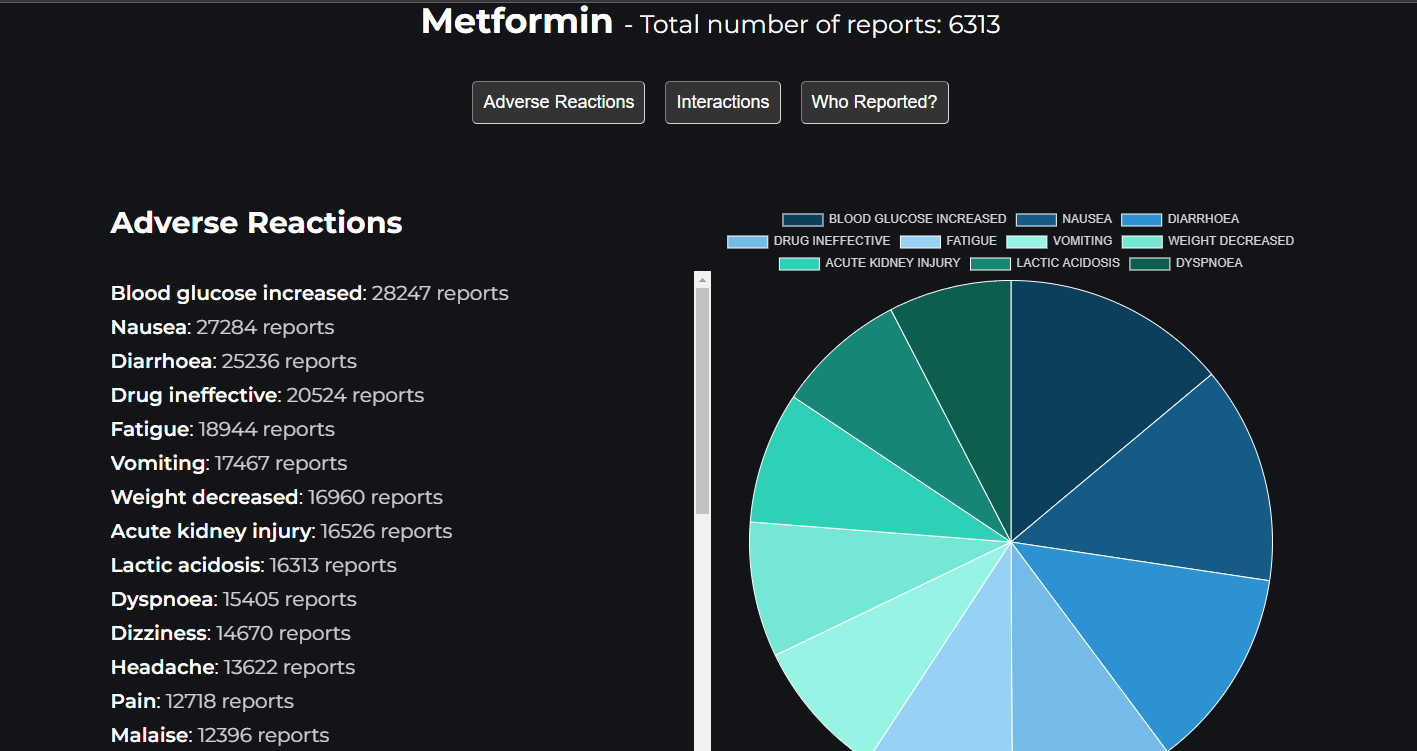 Metformin - Total number of reports: 6313
Adverse Reactions Interactions Who Reported?
Adverse Reactions
Blood glucose increased: 28247 reports
Nausea: 27284 reports
Diarrhoea: 25236 reports
Drug ineffective: 20524 reports
Fatigue: 18944 reports
Vomiting: 17467 reports
Weight decreased: 16960 reports
Acute kidney injury: 16526 reports
Lactic acidosis: 16313 reports
Dyspnoea: 15405 reports
Dizziness: 14670 reports
Headache: 13622 reports
Pain: 12718 reports
Malaise: 12396 reports
BLOOD GLUCOSE INCREASED NAUSEA DIARRHOEA
DRUG INEFFECTIVE FATIGUE VOMITING WEIGHT DECREASED
ACUTE KIDNEY INJURY LACTIC ACIDOSIS DYSPNOEA